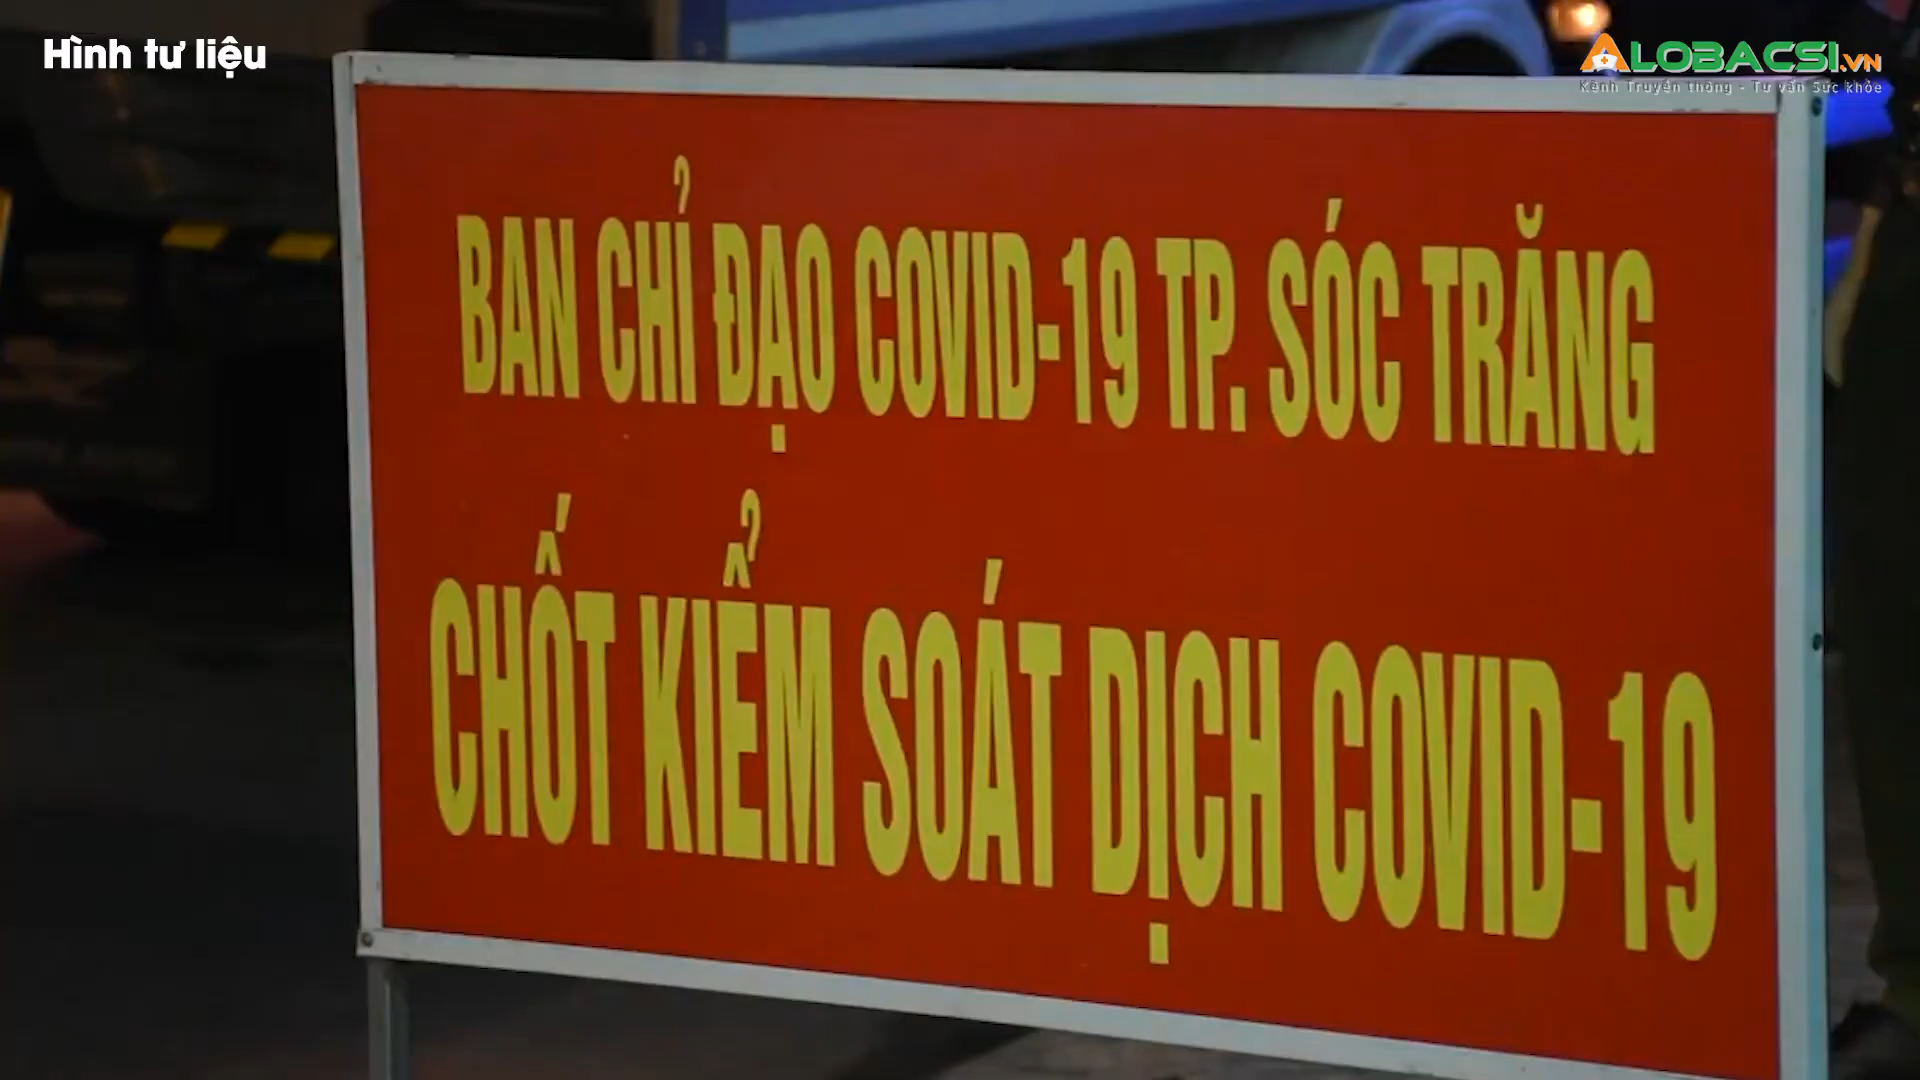 Hình tư liệu
ALOBACSI.VN
Kênh Truyền thông - Tư vấn Sức khỏe
BAN CHỈ ĐẠO COVID-19 TP. SÓC TRĂNG
CHỐT KIỂM SOÁT DỊCH COVID-19